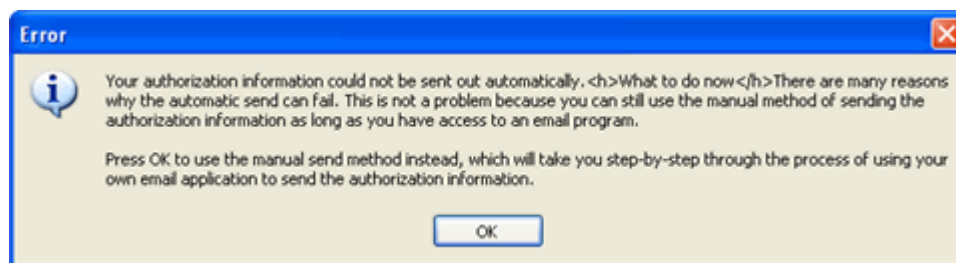 Error
Your authorization information could not be sent out automatically.<h>What to do now</h>There are many reasons
why the automatic send can fail. This is not a problem because you can still use the manual method of sending the
authorization information as long as you have access to an email program.
Press OK to use the manual send method instead, which will take you step-by-step through the process of using your
own email application to send the authorization information.
OK